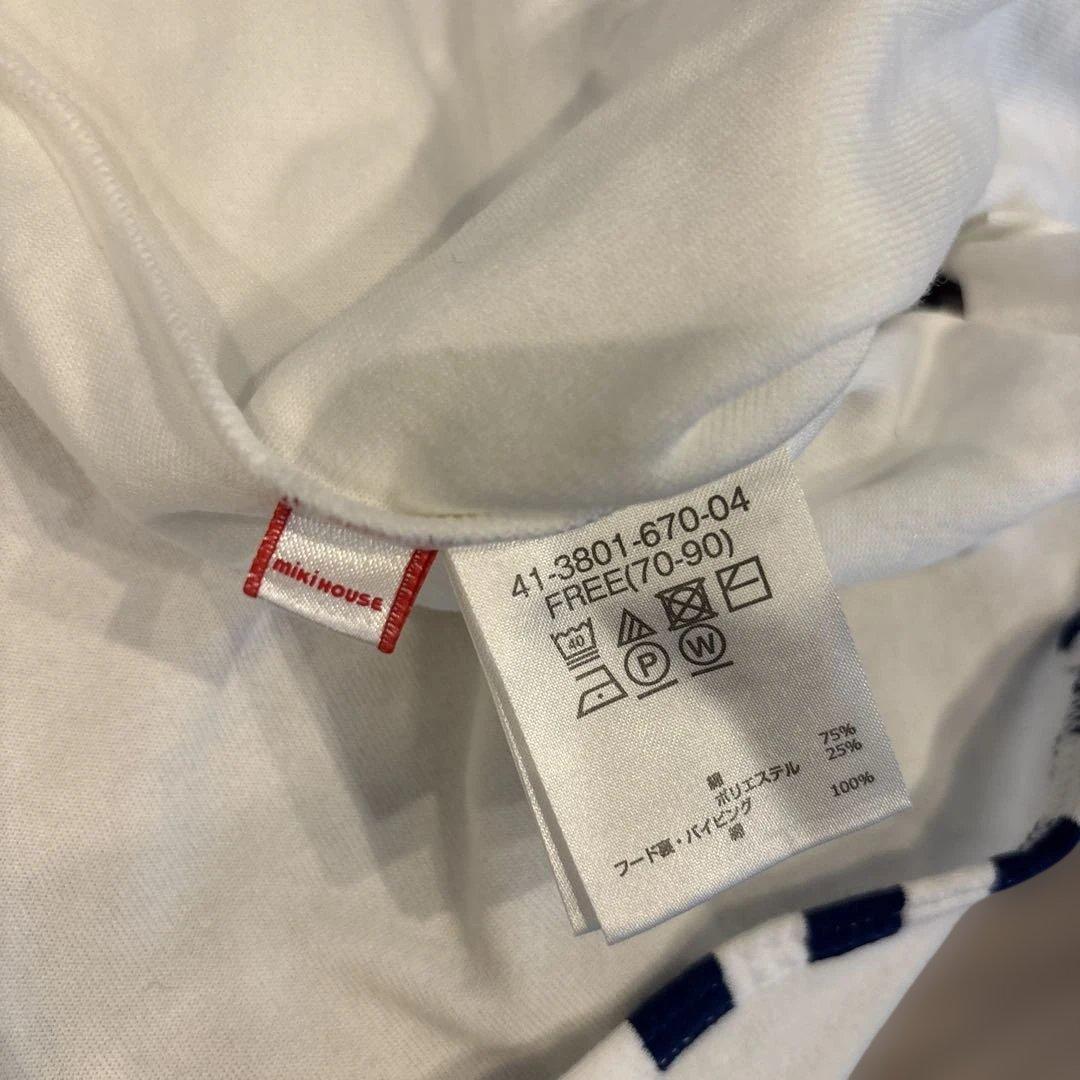 MIKIHOUSE
41-3801-670-04
FREE(70-90)
40
P W
綿 75%
ポリエステル 25%
フード裏・パイピング
綿 100%